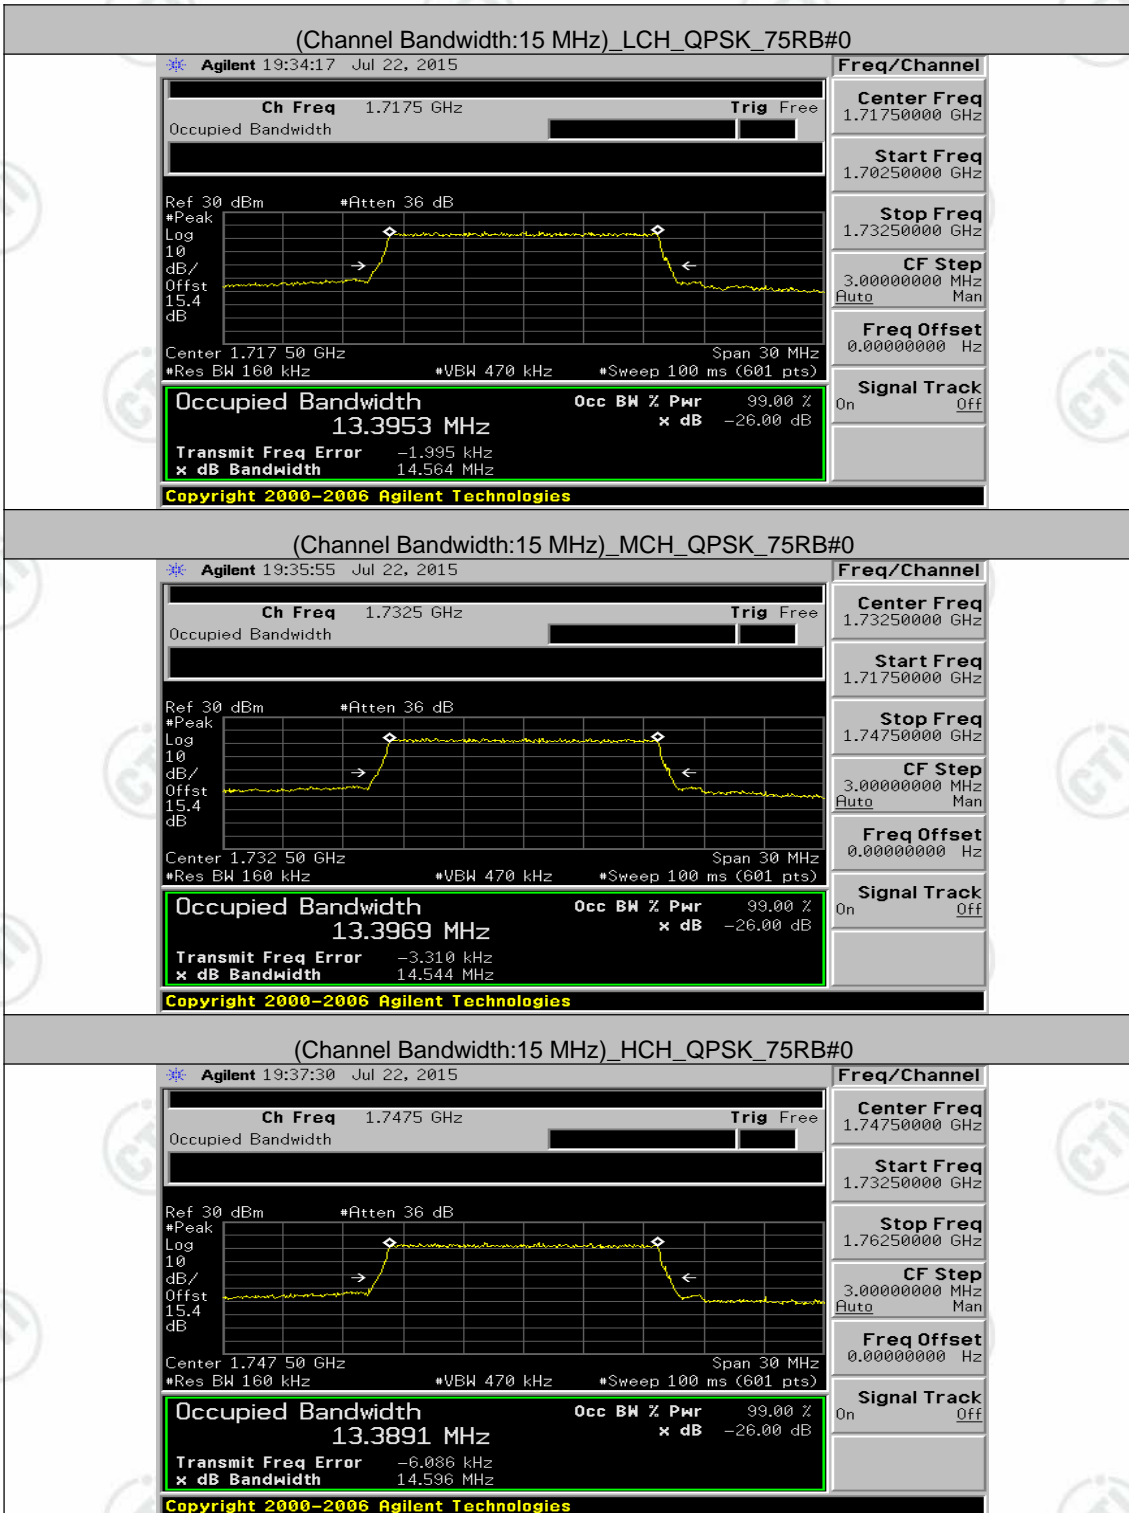 (Channel Bandwidth:15 MHz)_LCH_QPSK_75RB#0
Agilent 19:34:17 Jul 22, 2015
Freq/Channel
Ch Freq 1.7175 GHz Trig Free
Occupied Bandwidth
Center Freq
1.71750000 GHz
Start Freq
1.70250000 GHz
Stop Freq
1.73250000 GHz
CF Step
3.00000000 MHz
Auto Man
Freq Offset
0.00000000 Hz
Signal Track
On Off
Ref 30 dBm #Atten 36 dB
#Peak
Log
10
dB/
Offst
15.4
dB
Center 1.717 50 GHz Span 30 MHz
#Res BW 160 kHz #VBW 470 kHz #Sweep 100 ms (601 pts)
Occupied Bandwidth Occ BW % Pwr 99.00 %
13.3953 MHz x dB -26.00 dB
Transmit Freq Error -1.995 kHz
x dB Bandwidth 14.564 MHz
Copyright 2000-2006 Agilent Technologies
(Channel Bandwidth:15 MHz)_MCH_QPSK_75RB#0
Agilent 19:35:55 Jul 22, 2015
Freq/Channel
Ch Freq 1.7325 GHz Trig Free
Occupied Bandwidth
Center Freq
1.73250000 GHz
Start Freq
1.71750000 GHz
Stop Freq
1.74750000 GHz
CF Step
3.00000000 MHz
Auto Man
Freq Offset
0.00000000 Hz
Signal Track
On Off
Ref 30 dBm #Atten 36 dB
#Peak
Log
10
dB/
Offst
15.4
dB
Center 1.732 50 GHz Span 30 MHz
#Res BW 160 kHz #VBW 470 kHz #Sweep 100 ms (601 pts)
Occupied Bandwidth Occ BW % Pwr 99.00 %
13.3969 MHz x dB -26.00 dB
Transmit Freq Error -3.310 kHz
x dB Bandwidth 14.544 MHz
Copyright 2000-2006 Agilent Technologies
(Channel Bandwidth:15 MHz)_HCH_QPSK_75RB#0
Agilent 19:37:30 Jul 22, 2015
Freq/Channel
Ch Freq 1.7475 GHz Trig Free
Occupied Bandwidth
Center Freq
1.74750000 GHz
Start Freq
1.73250000 GHz
Stop Freq
1.76250000 GHz
CF Step
3.00000000 MHz
Auto Man
Freq Offset
0.00000000 Hz
Signal Track
On Off
Ref 30 dBm #Atten 36 dB
#Peak
Log
10
dB/
Offst
15.4
dB
Center 1.747 50 GHz Span 30 MHz
#Res BW 160 kHz #VBW 470 kHz #Sweep 100 ms (601 pts)
Occupied Bandwidth Occ BW % Pwr 99.00 %
13.3891 MHz x dB -26.00 dB
Transmit Freq Error -6.086 kHz
x dB Bandwidth 14.596 MHz
Copyright 2000-2006 Agilent Technologies
CTI
CTI
CTI
CTI
CTI
CTI